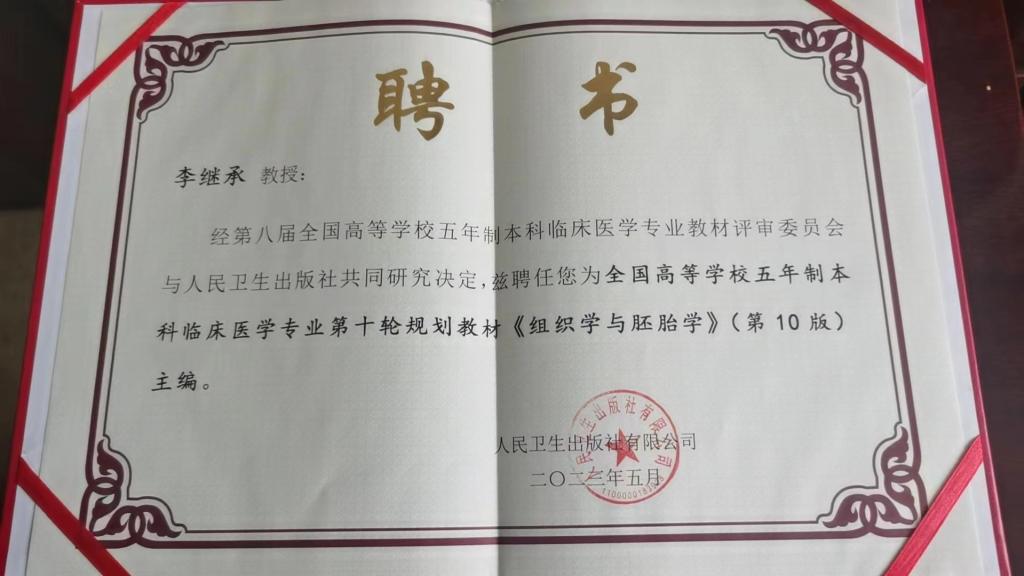 聘书
李继承 教授：
经第八届全国高等学校五年制本科临床医学专业教材评审委员会
与人民卫生出版社共同研究决定，兹聘任您为全国高等学校五年制本
科临床医学专业第十轮规划教材《组织学与胚胎学》（第10版）
主编。
人民卫生出版社有限公司
二〇二三年五月